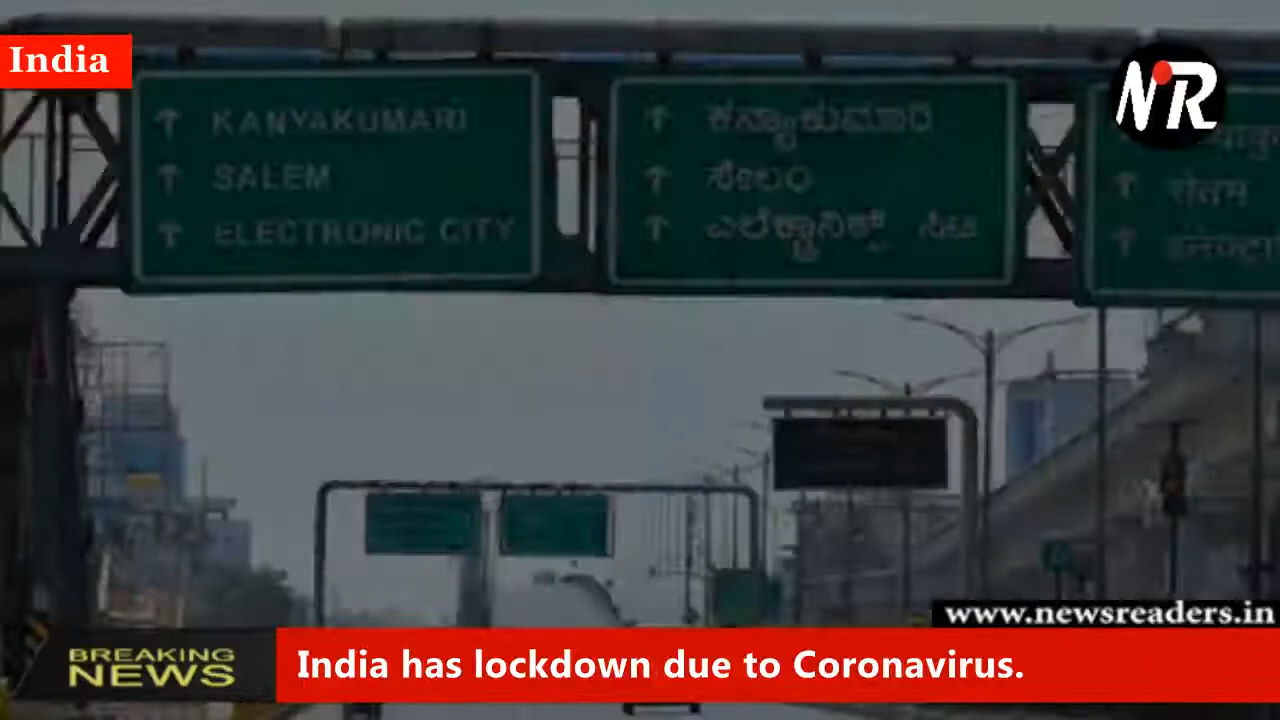 India
NR
KANYAKUMARI
SALEM
ELECTRONIC CITY
ಕನ್ಯಾಕುಮಾರಿ
ಸೇಲಂ
ಎಲೆಕ್ಟ್ರಾನಿಕ್ ಸಿಟಿ
www.newsreaders.in
BREAKING
NEWS
India has lockdown due to Coronavirus.